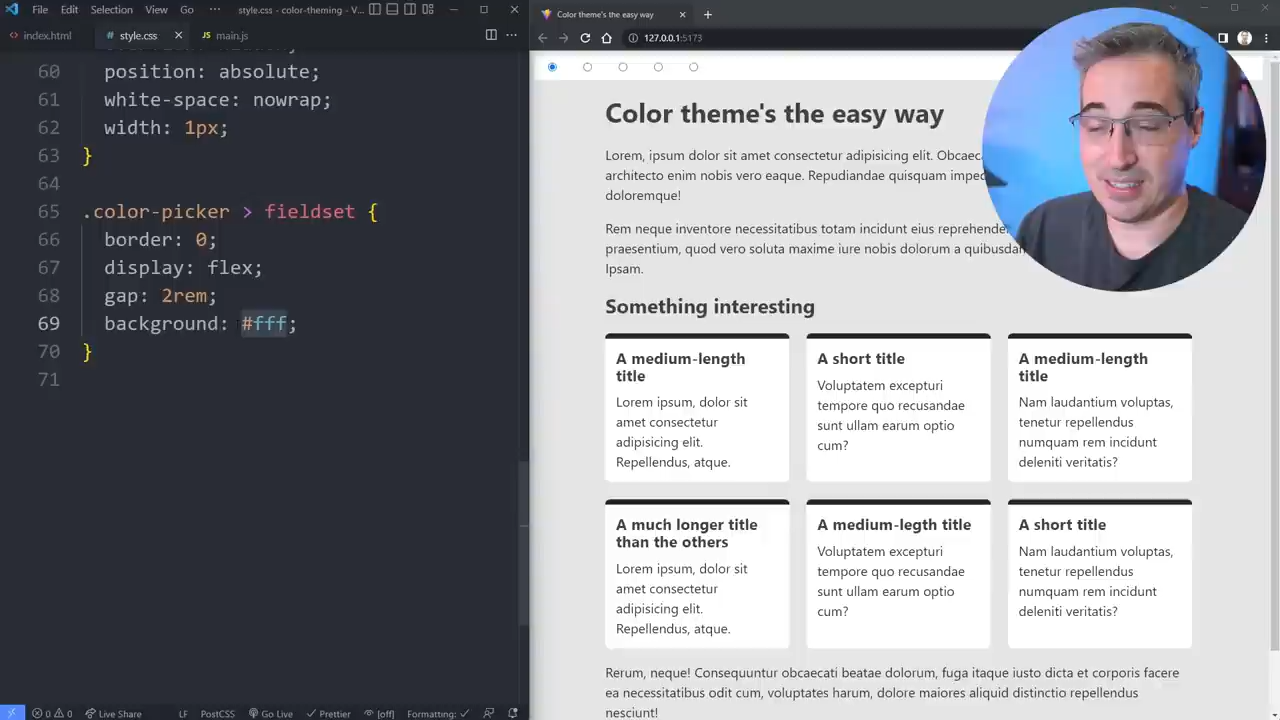 File Edit Selection View Go ··· style.css - color-theming - V...
index.html
# style.css
JS main.js
60 position: absolute;
61 white-space: nowrap;
62 width: 1px;
63 }
64
65 .color-picker > fieldset {
66 border: 0;
67 display: flex;
68 gap: 2rem;
69 background: #fff;
70 }
71
0 0 Live Share LF PostCSS Go Live Prettier [off] Formatting:
Color theme's the easy way
127.0.0.1:5173
Color theme's the easy way
Lorem, ipsum dolor sit amet consectetur adipisicing elit.
architecto enim nobis vero eaque. Repudiandae quisquam
doloremque!
Rem neque inventore necessitatibus totam incidunt eius
praesentium, quod vero soluta maxime iure nobis dolorum a
Ipsam.
Something interesting
A medium-length
title
Lorem ipsum, dolor sit
amet consectetur
adipisicing elit.
Repellendus, atque.
A short title
Voluptatem excepturi
tempore quo recusandae
sunt ullam earum optio
cum?
A medium-length
title
Nam laudantium voluptas,
tenetur repellendus
numquam rem incidunt
deleniti veritatis?
A much longer title
than the others
Lorem ipsum, dolor sit
amet consectetur
adipisicing elit.
Repellendus, atque.
A medium-legth title
Voluptatem excepturi
tempore quo recusandae
sunt ullam earum optio
cum?
A short title
Nam laudantium voluptas,
tenetur repellendus
numquam rem incidunt
deleniti veritatis?
Rerum, neque! Consequuntur obcaecati beatae dolorum, fuga itaque iusto dicta et corporis facere
ea necessitatibus odit cum, voluptates harum, dolore maiores aliquid distinctio repellendus
nesciunt!